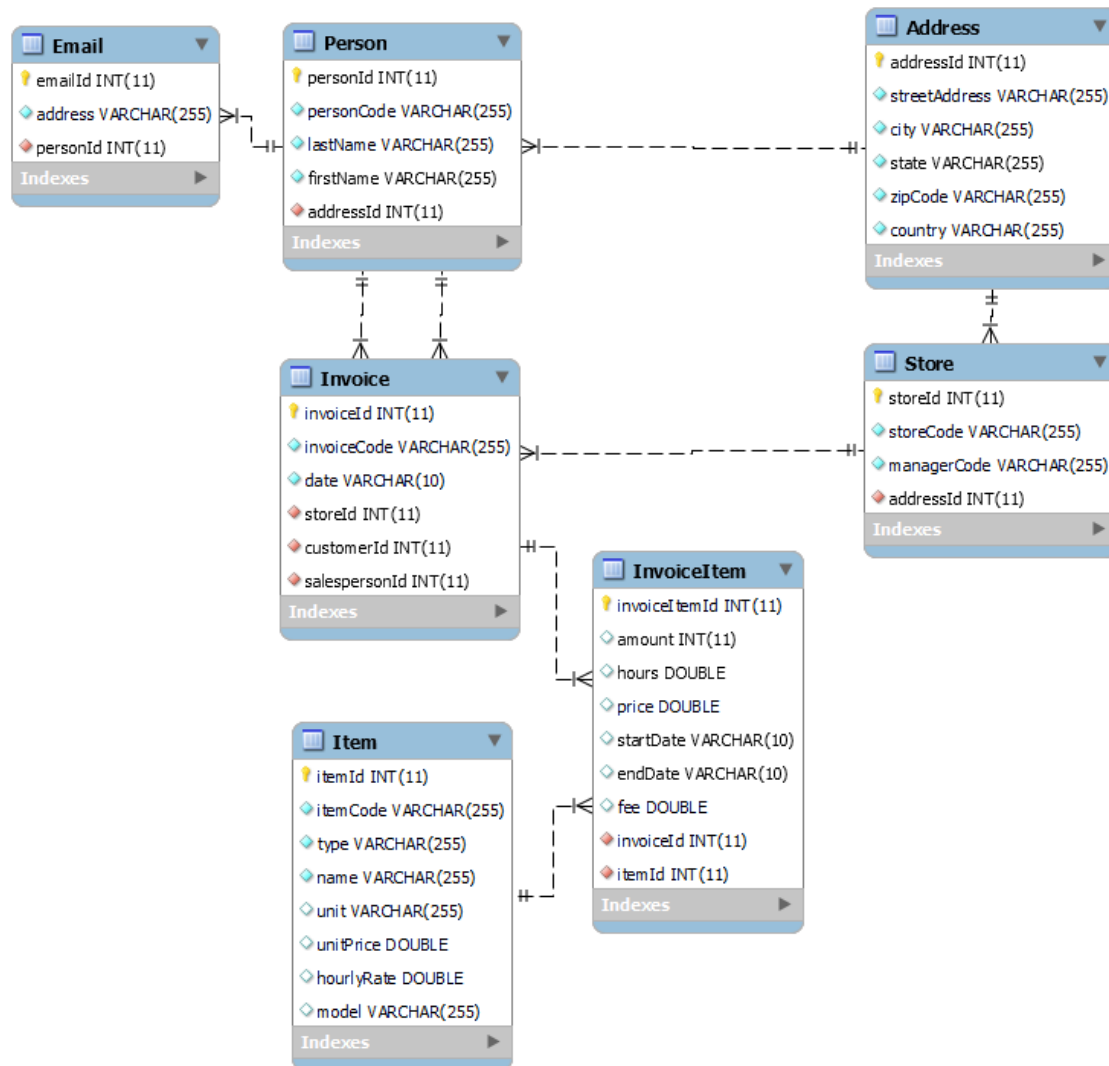 Email
emailId INT(11)
address VARCHAR(255)
personId INT(11)
Indexes
Person
personId INT(11)
personCode VARCHAR(255)
lastName VARCHAR(255)
firstName VARCHAR(255)
addressId INT(11)
Indexes
Address
addressId INT(11)
streetAddress VARCHAR(255)
city VARCHAR(255)
state VARCHAR(255)
zipCode VARCHAR(255)
country VARCHAR(255)
Indexes
Invoice
invoiceId INT(11)
invoiceCode VARCHAR(255)
date VARCHAR(10)
storeId INT(11)
customerId INT(11)
salespersonId INT(11)
Indexes
Store
storeId INT(11)
storeCode VARCHAR(255)
managerCode VARCHAR(255)
addressId INT(11)
Indexes
InvoiceItem
invoiceItemId INT(11)
amount INT(11)
hours DOUBLE
price DOUBLE
startDate VARCHAR(10)
endDate VARCHAR(10)
fee DOUBLE
invoiceId INT(11)
itemId INT(11)
Indexes
Item
itemId INT(11)
itemCode VARCHAR(255)
type VARCHAR(255)
name VARCHAR(255)
unit VARCHAR(255)
unitPrice DOUBLE
hourlyRate DOUBLE
model VARCHAR(255)
Indexes